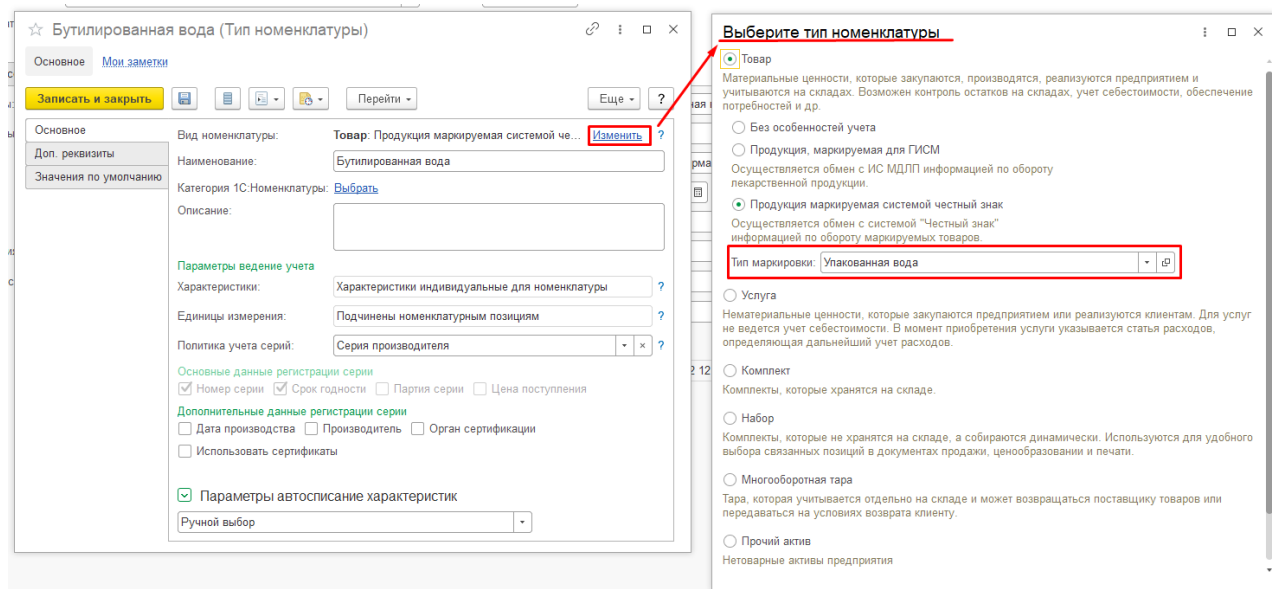 Бутилированная вода (Тип номенклатуры)
Основное Мои заметки
Записать и закрыть Перейти Еще ?
Основное
Доп. реквизиты
Значения по умолчанию
Вид номенклатуры: Товар: Продукция маркируемая системой че... Изменить ?
Наименование: Бутилированная вода
Категория 1С:Номенклатуры: Выбрать
Описание:
Параметры ведение учета
Характеристики: Характеристики индивидуальные для номенклатуры ?
Единицы измерения: Подчинены номенклатурным позициям ?
Политика учета серий: Серия производителя ?
Основные данные регистрации серии
Номер серии Срок годности Партия серии Цена поступления
Дополнительные данные регистрации серии
Дата производства Производитель Орган сертификации
Использовать сертификаты
Параметры автосписание характеристик
Ручной выбор
2 12
Выберите тип номенклатуры
Товар
Материальные ценности, которые закупаются, производятся, реализуются предприятием и
учитываются на складах. Возможен контроль остатков на складах, учет себестоимости, обеспечение
потребностей и др.
Без особенностей учета
Продукция, маркируемая для ГИСМ
Осуществляется обмен с ИС МДЛП информацией по обороту
лекарственной продукции.
Продукция маркируемая системой честный знак
Осуществляется обмен с системой "Честный знак"
информацией по обороту маркируемых товаров.
Тип маркировки: Упакованная вода
Услуга
Нематериальные ценности, которые закупаются предприятием или реализуются клиентам. Для услуг
не ведется учет себестоимости. В момент приобретения услуги указывается статья расходов,
определяющая дальнейший учет расходов.
Комплект
Комплекты, которые хранятся на складе.
Набор
Комплекты, которые не хранятся на складе, а собираются динамически. Используются для удобного
выбора связанных позиций в документах продажи, ценообразовании и печати.
Многооборотная тара
Тара, которая учитывается отдельно на складе и может возвращаться поставщику товаров или
передаваться на условиях возврата клиенту.
Прочий актив
Нетоварные активы предприятия